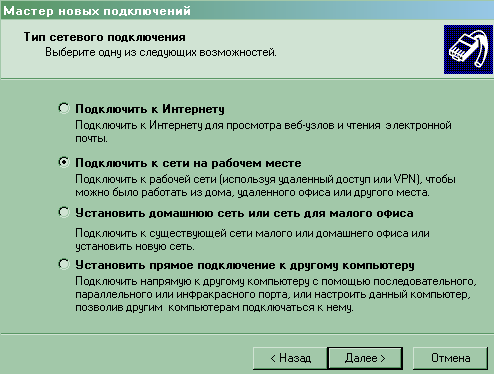 Мастер новых подключений
Тип сетевого подключения
Выберите одну из следующих возможностей.
Подключить к Интернету
Подключить к Интернету для просмотра веб-узлов и чтения электронной
почты.
Подключить к сети на рабочем месте
Подключить к рабочей сети (используя удаленный доступ или VPN), чтобы
можно было работать из дома, удаленного офиса или другого места.
Установить домашнюю сеть или сеть для малого офиса
Подключить к существующей сети малого или домашнего офиса или
установить новую сеть.
Установить прямое подключение к другому компьютеру
Подключить напрямую к другому компьютеру с помощью последовательного,
параллельного или инфракрасного порта, или настроить данный компьютер,
позволив другим компьютерам подключаться к нему.
< Назад
Далее >
Отмена